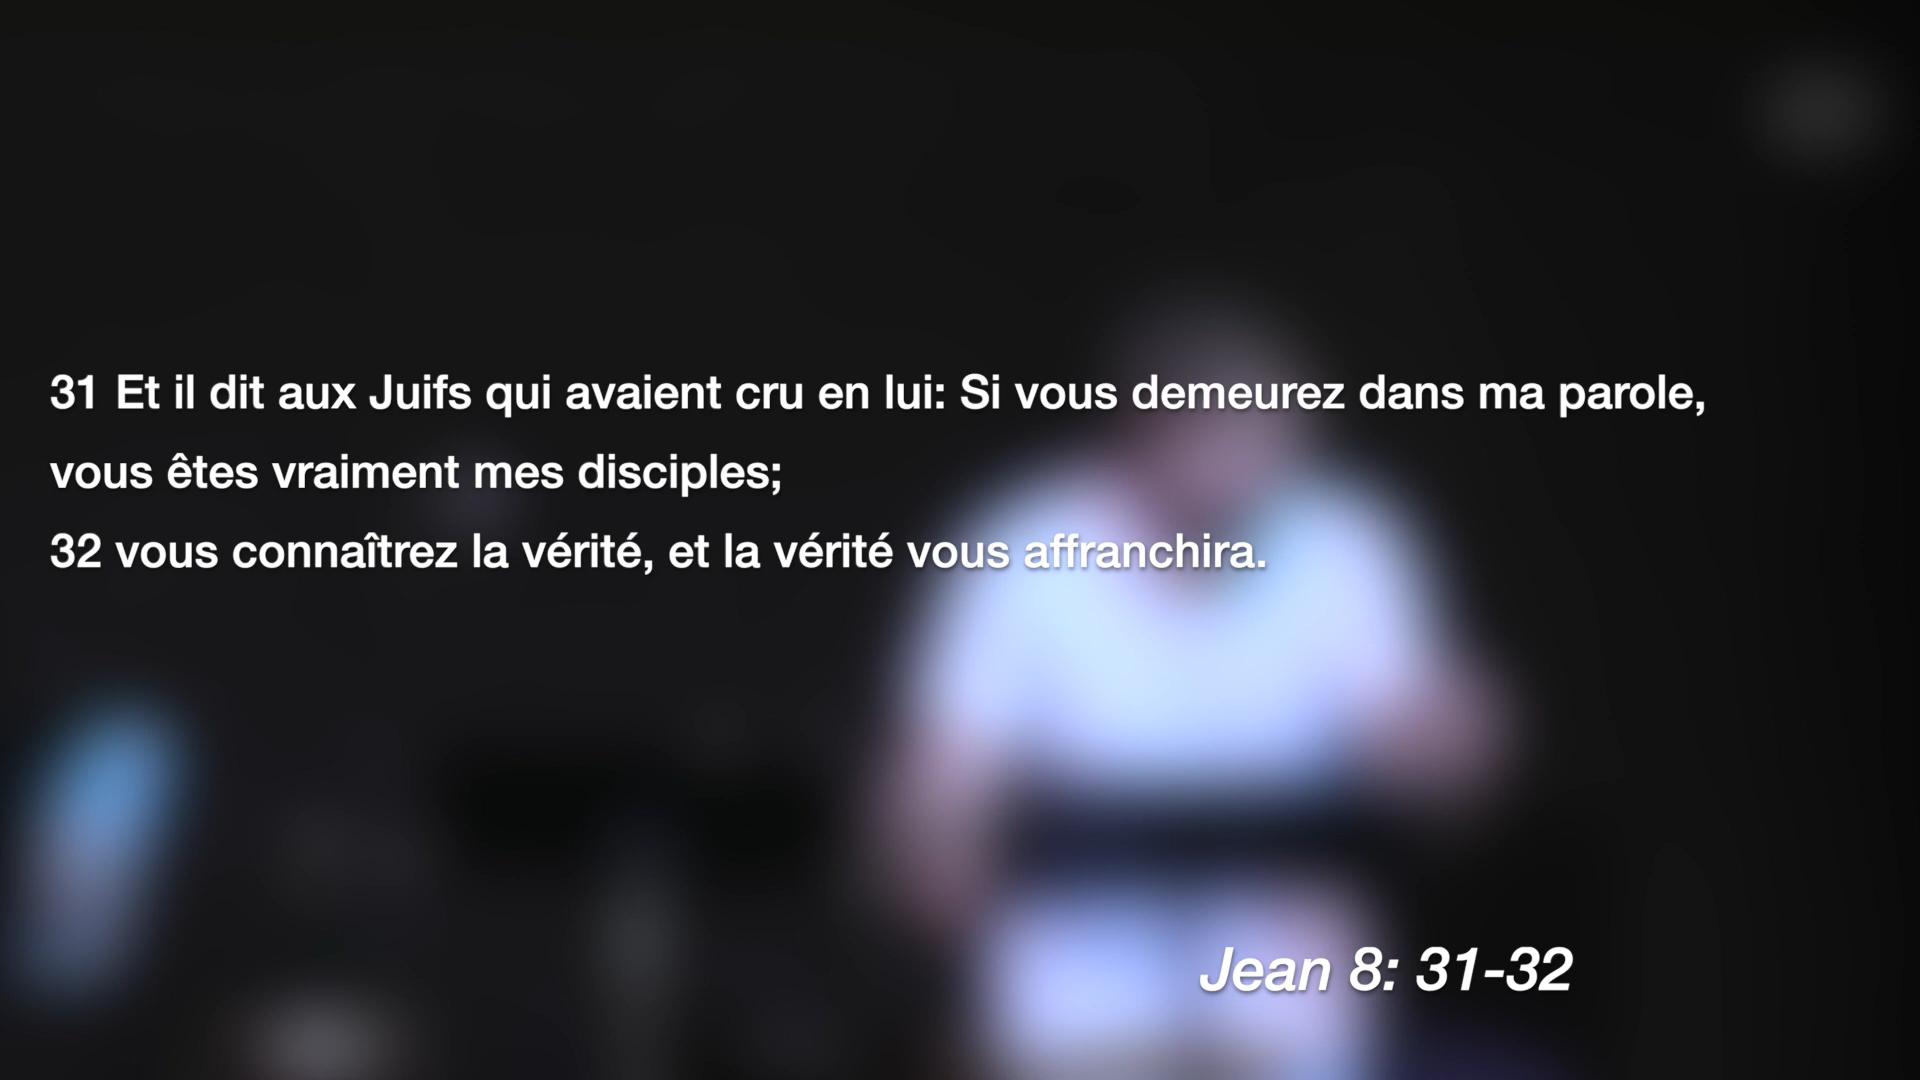 31 Et il dit aux Juifs qui avaient cru en lui: Si vous demeurez dans ma parole,
vous êtes vraiment mes disciples;
32 vous connaîtrez la vérité, et la vérité vous affranchira.
Jean 8: 31-32